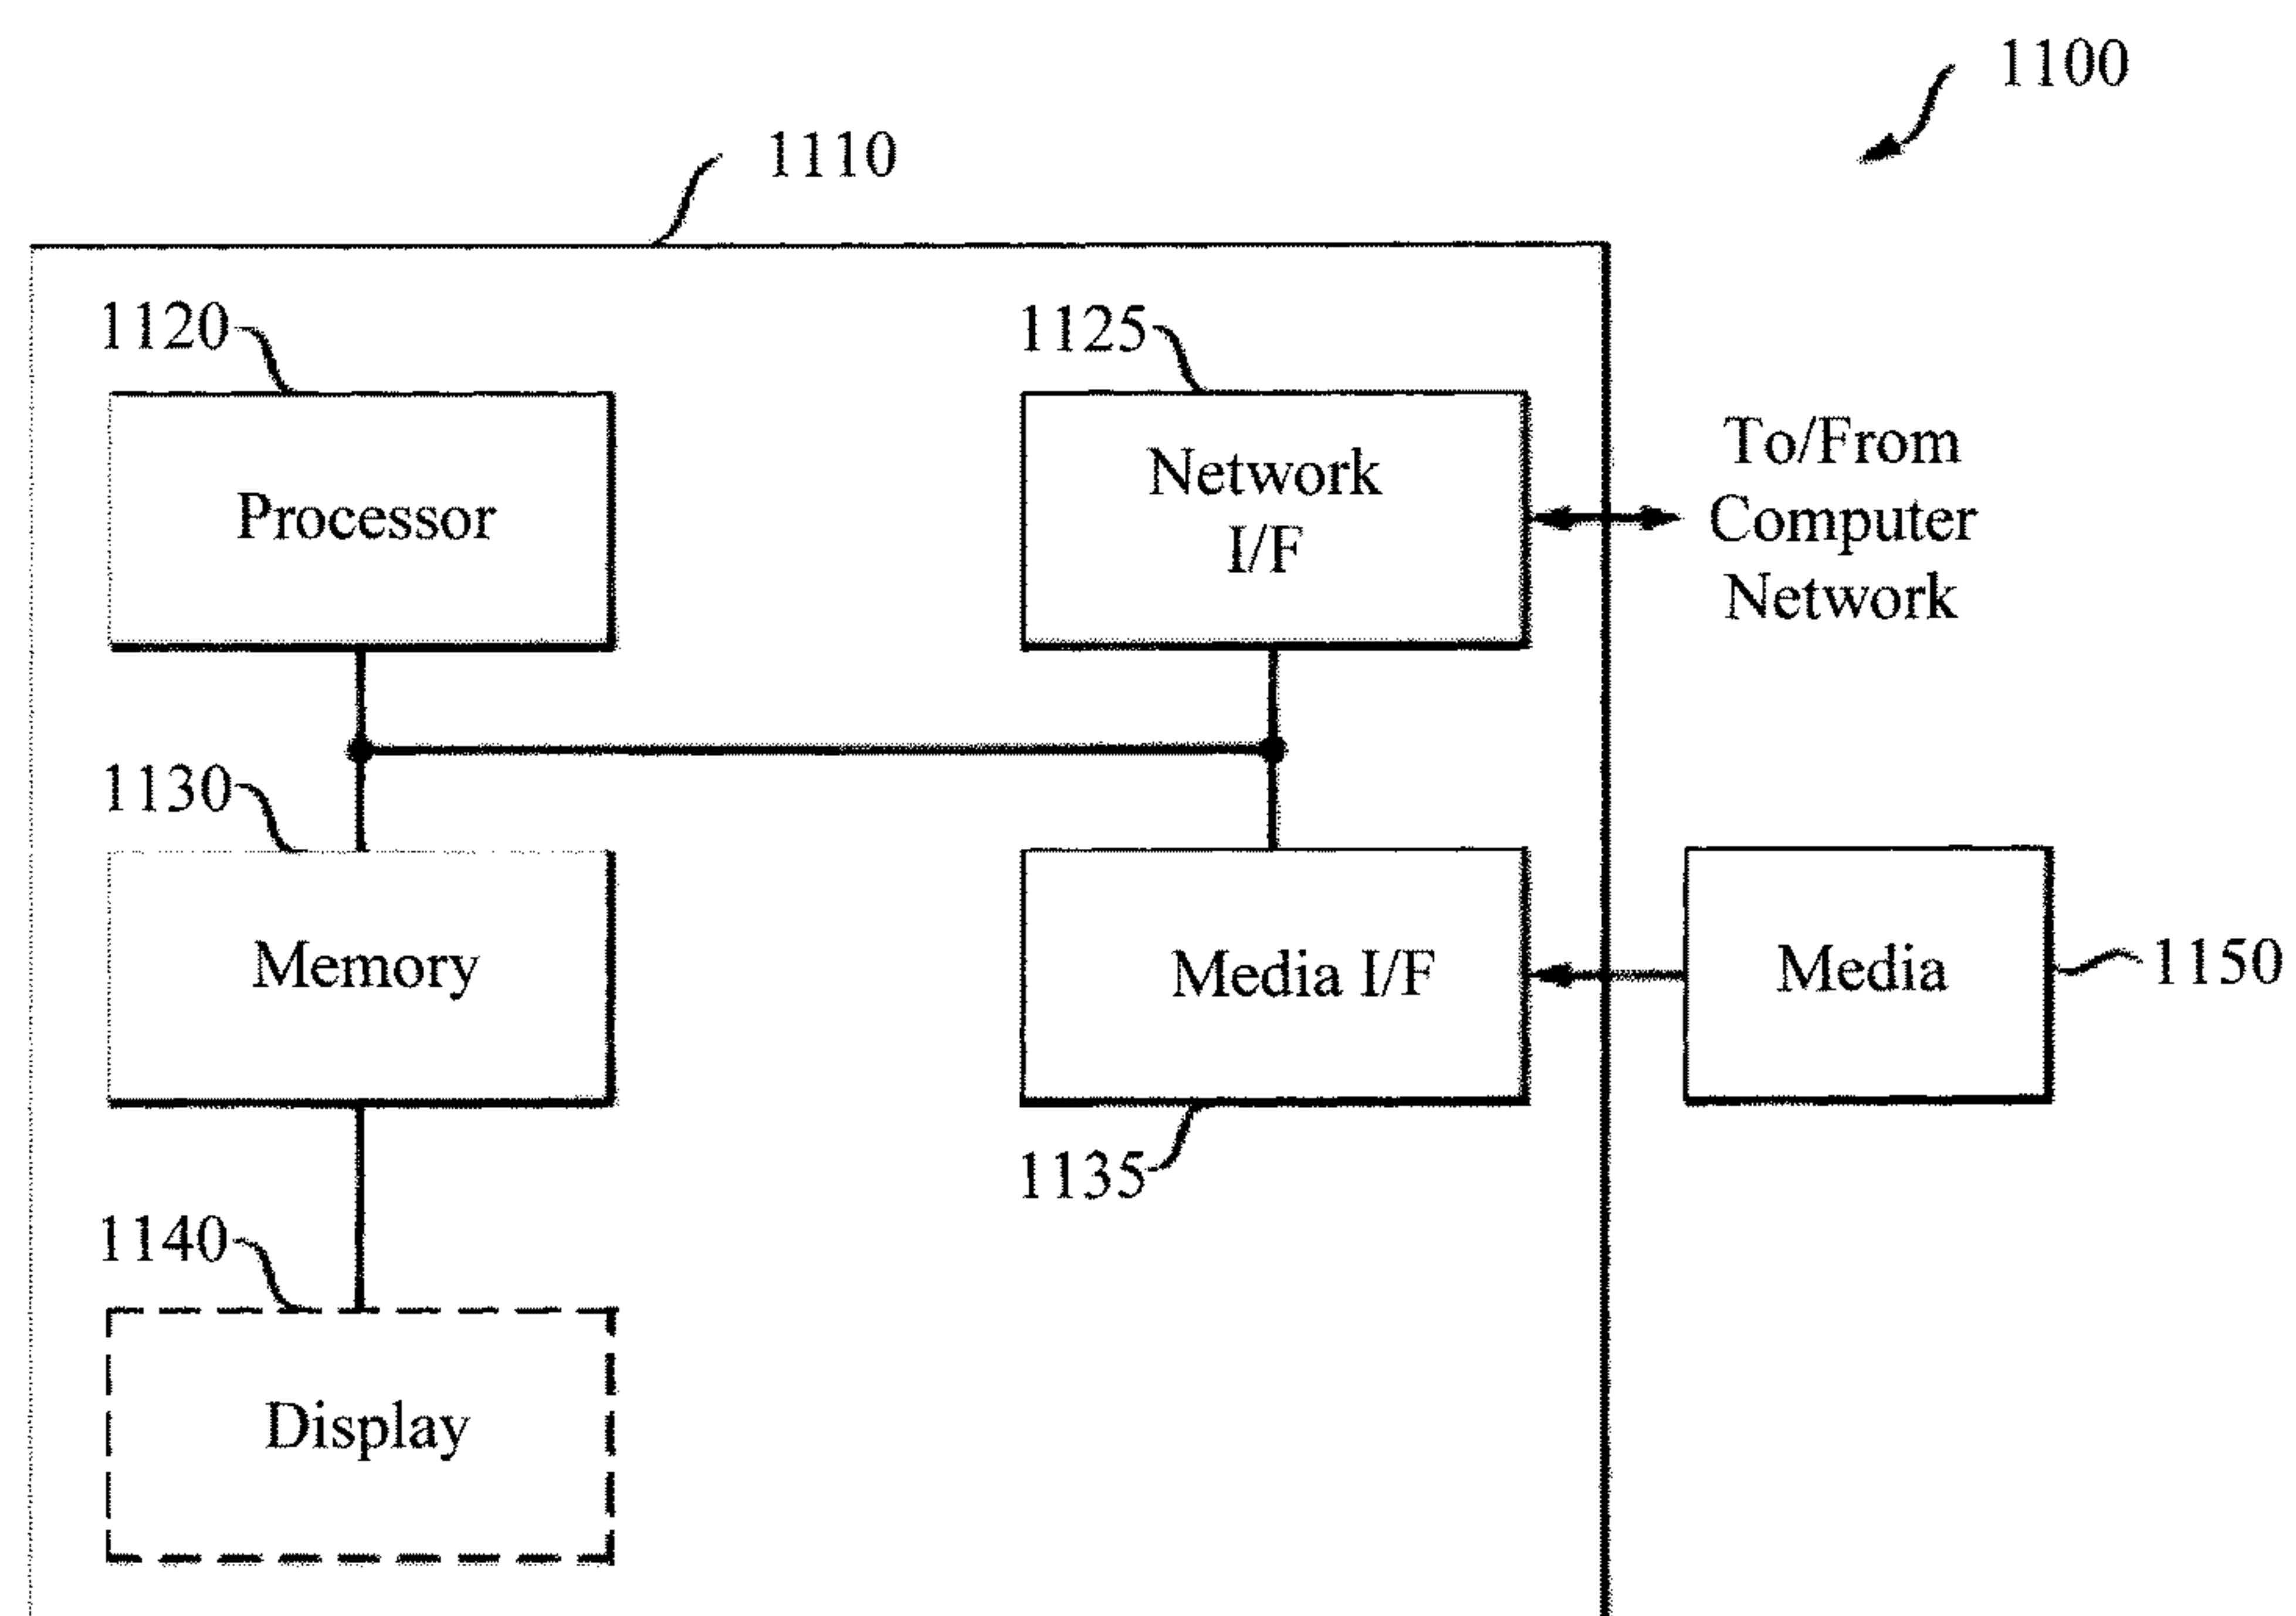 1100
1110
1120
1125
Processor
Network
I/F
To/From
Computer
Network
1130
Memory
Media I/F
Media
1150
1135
1140
Display